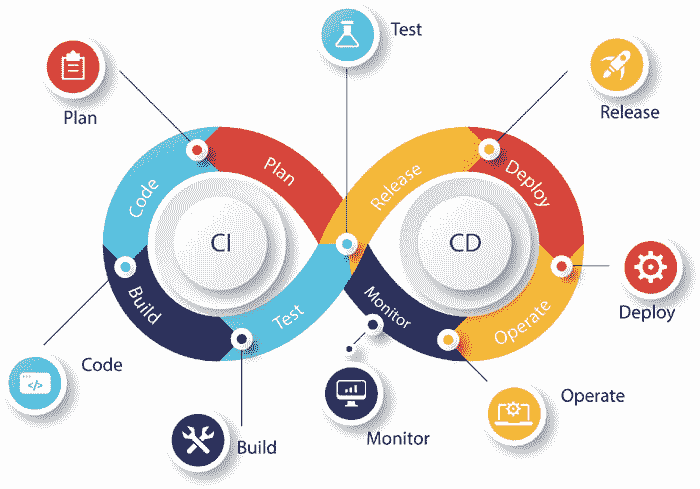 Test
Plan
Release
Plan
Code
Release
Deploy
CI
CD
Build
Test
Monitor
Operate
Deploy
Code
</>
Build
Monitor
Operate